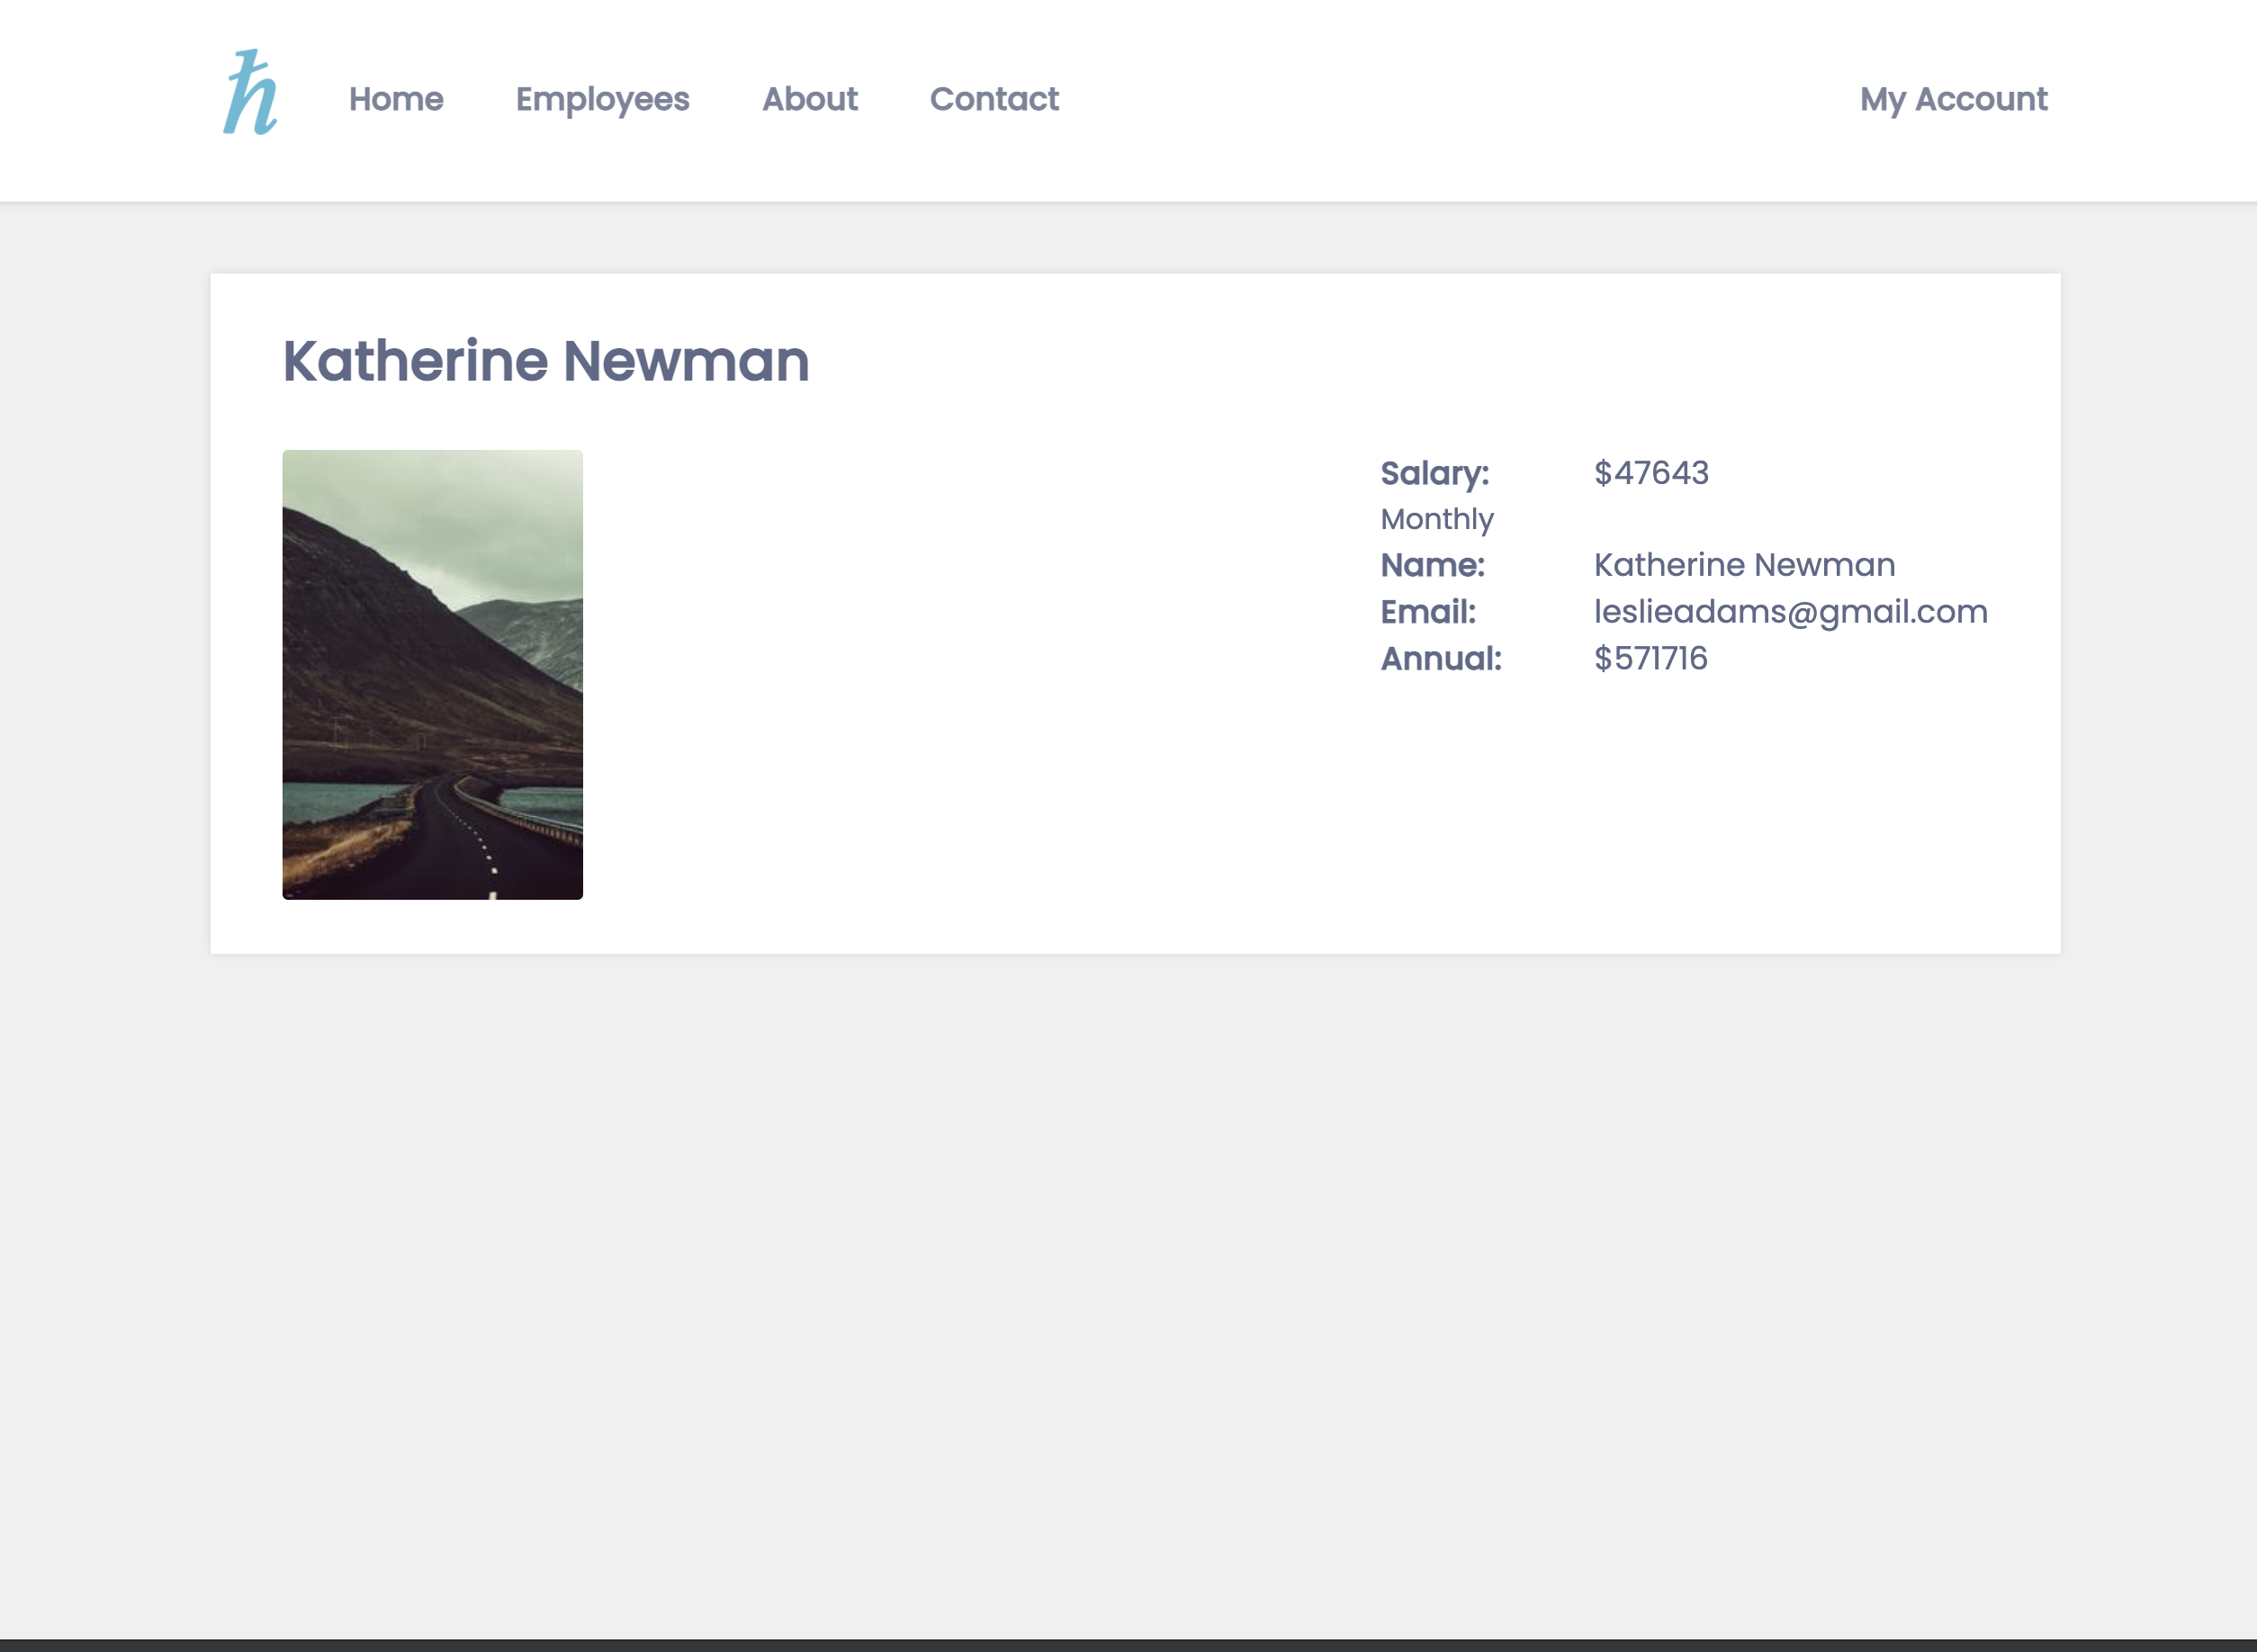 ℏ Home Employees About Contact My Account
Katherine Newman
Salary: $47643
Monthly
Name: Katherine Newman
Email: leslieadams@gmail.com
Annual: $571716